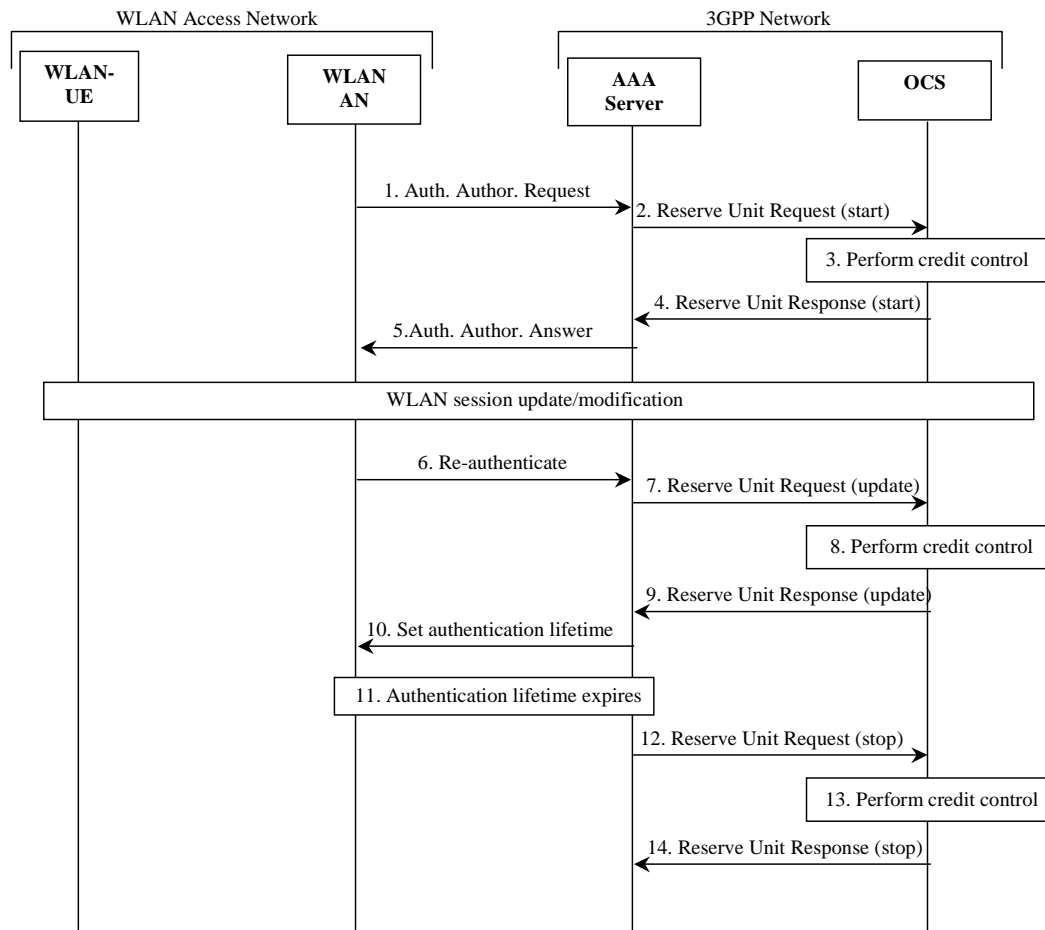 WLAN Access Network
3GPP Network
WLAN-
UE
WLAN
AN
AAA
Server
OCS
1. Auth. Author. Request
2. Reserve Unit Request (start)
3. Perform credit control
4. Reserve Unit Response (start)
5.Auth. Author. Answer
WLAN session update/modification
6. Re-authenticate
7. Reserve Unit Request (update)
8. Perform credit control
9. Reserve Unit Response (update)
10. Set authentication lifetime
11. Authentication lifetime expires
12. Reserve Unit Request (stop)
13. Perform credit control
14. Reserve Unit Response (stop)